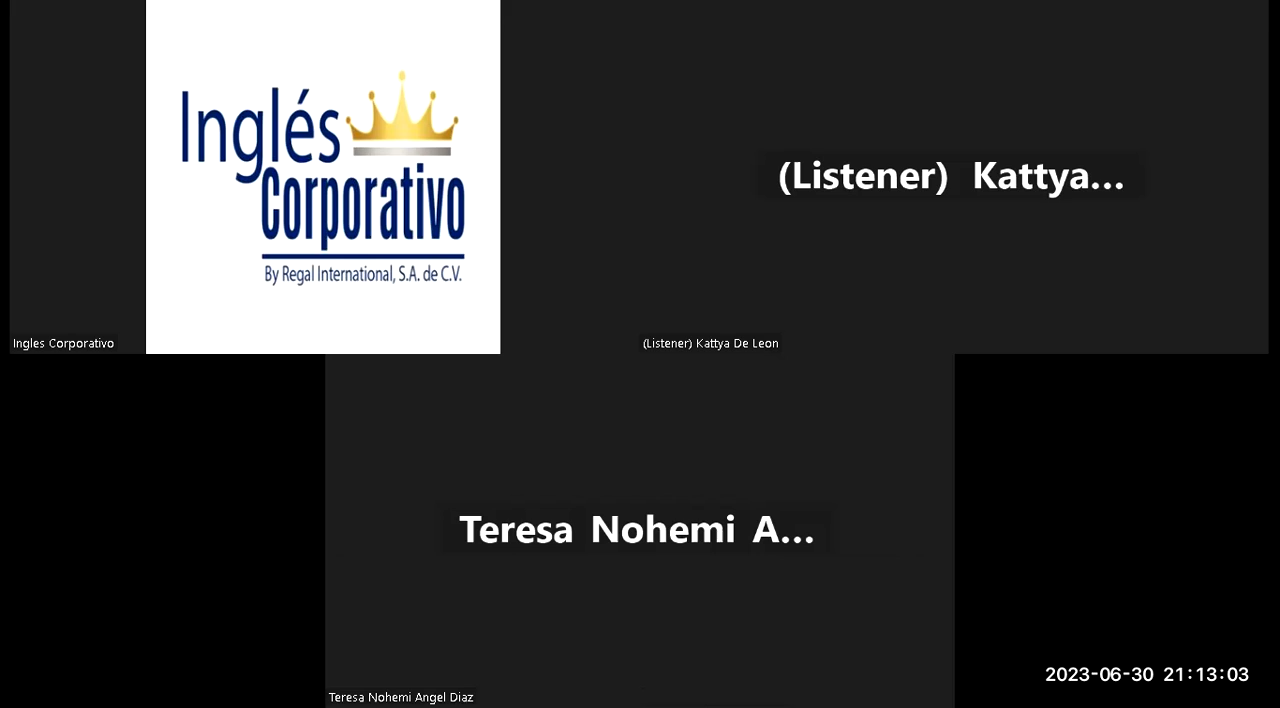 Inglés
Corporativo
By Regal International, S.A. de C.V.
Ingles Corporativo
(Listener) Kattya...
(Listener) Kattya De Leon
Teresa Nohemi A...
Teresa Nohemi Angel Diaz
2023-06-30 21:13:03